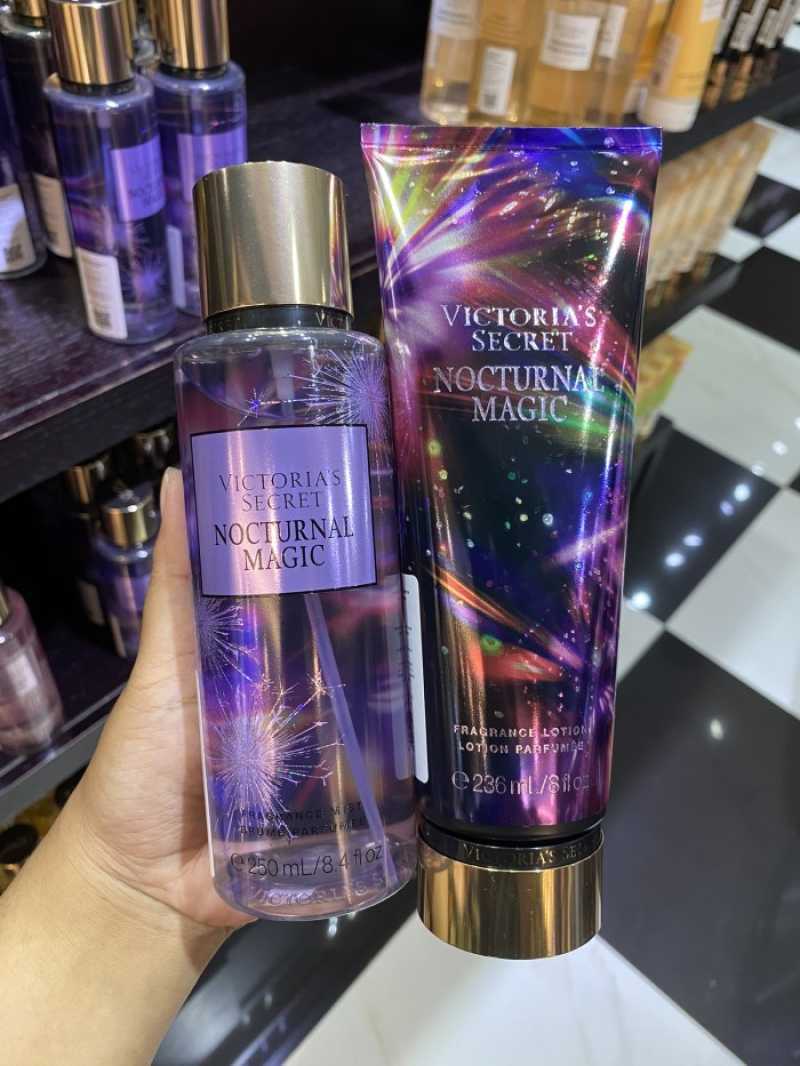 VICTORIA'S
SECRET
NOCTURNAL
MAGIC
FRAGRANCE MIST
BRUME PARFUMÉE
℮ 250 mL/8.4 fl oz
VICTORIA'S
SECRET
NOCTURNAL
MAGIC
FRAGRANCE LOTION
LOTION PARFUMÉE
℮ 236 mL/8 fl oz
VICTORIA'S SECRET
NOCTURNAL